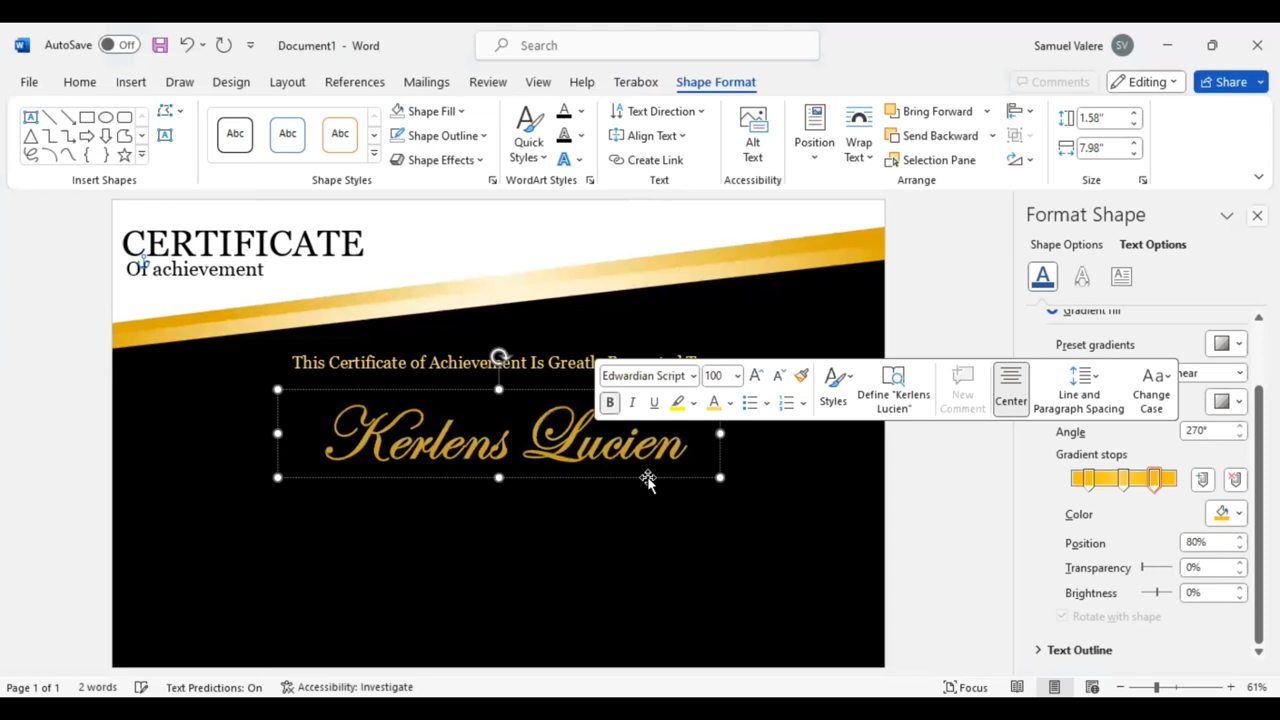 AutoSave Off Document1 - Word Search Samuel Valere SV
File Home Insert Draw Design Layout References Mailings Review View Help Terabox Shape Format Comments Editing Share
Abc Abc Abc
Shape Fill
Shape Outline
Shape Effects
Quick Styles
Text Direction
Align Text
Create Link
Alt Text
Position
Wrap Text
Bring Forward
Send Backward
Selection Pane
1.58"
7.98"
Insert Shapes Shape Styles WordArt Styles Text Accessibility Arrange Size
CERTIFICATE
Of achievement
This Certificate of Achievement Is
Kerlens Lucien
Edwardian Script 100
B I U A
Styles
Define "Kerlens Lucien"
New Comment
Center
Line and Paragraph Spacing
Aa
Change Case
Format Shape
Shape Options Text Options
A A
Gradient fill
Preset gradients
near
Angle 270°
Gradient stops
Color
Position 80%
Transparency 0%
Brightness 0%
Rotate with shape
Text Outline
Page 1 of 1 2 words Text Predictions: On Accessibility: Investigate Focus 61%